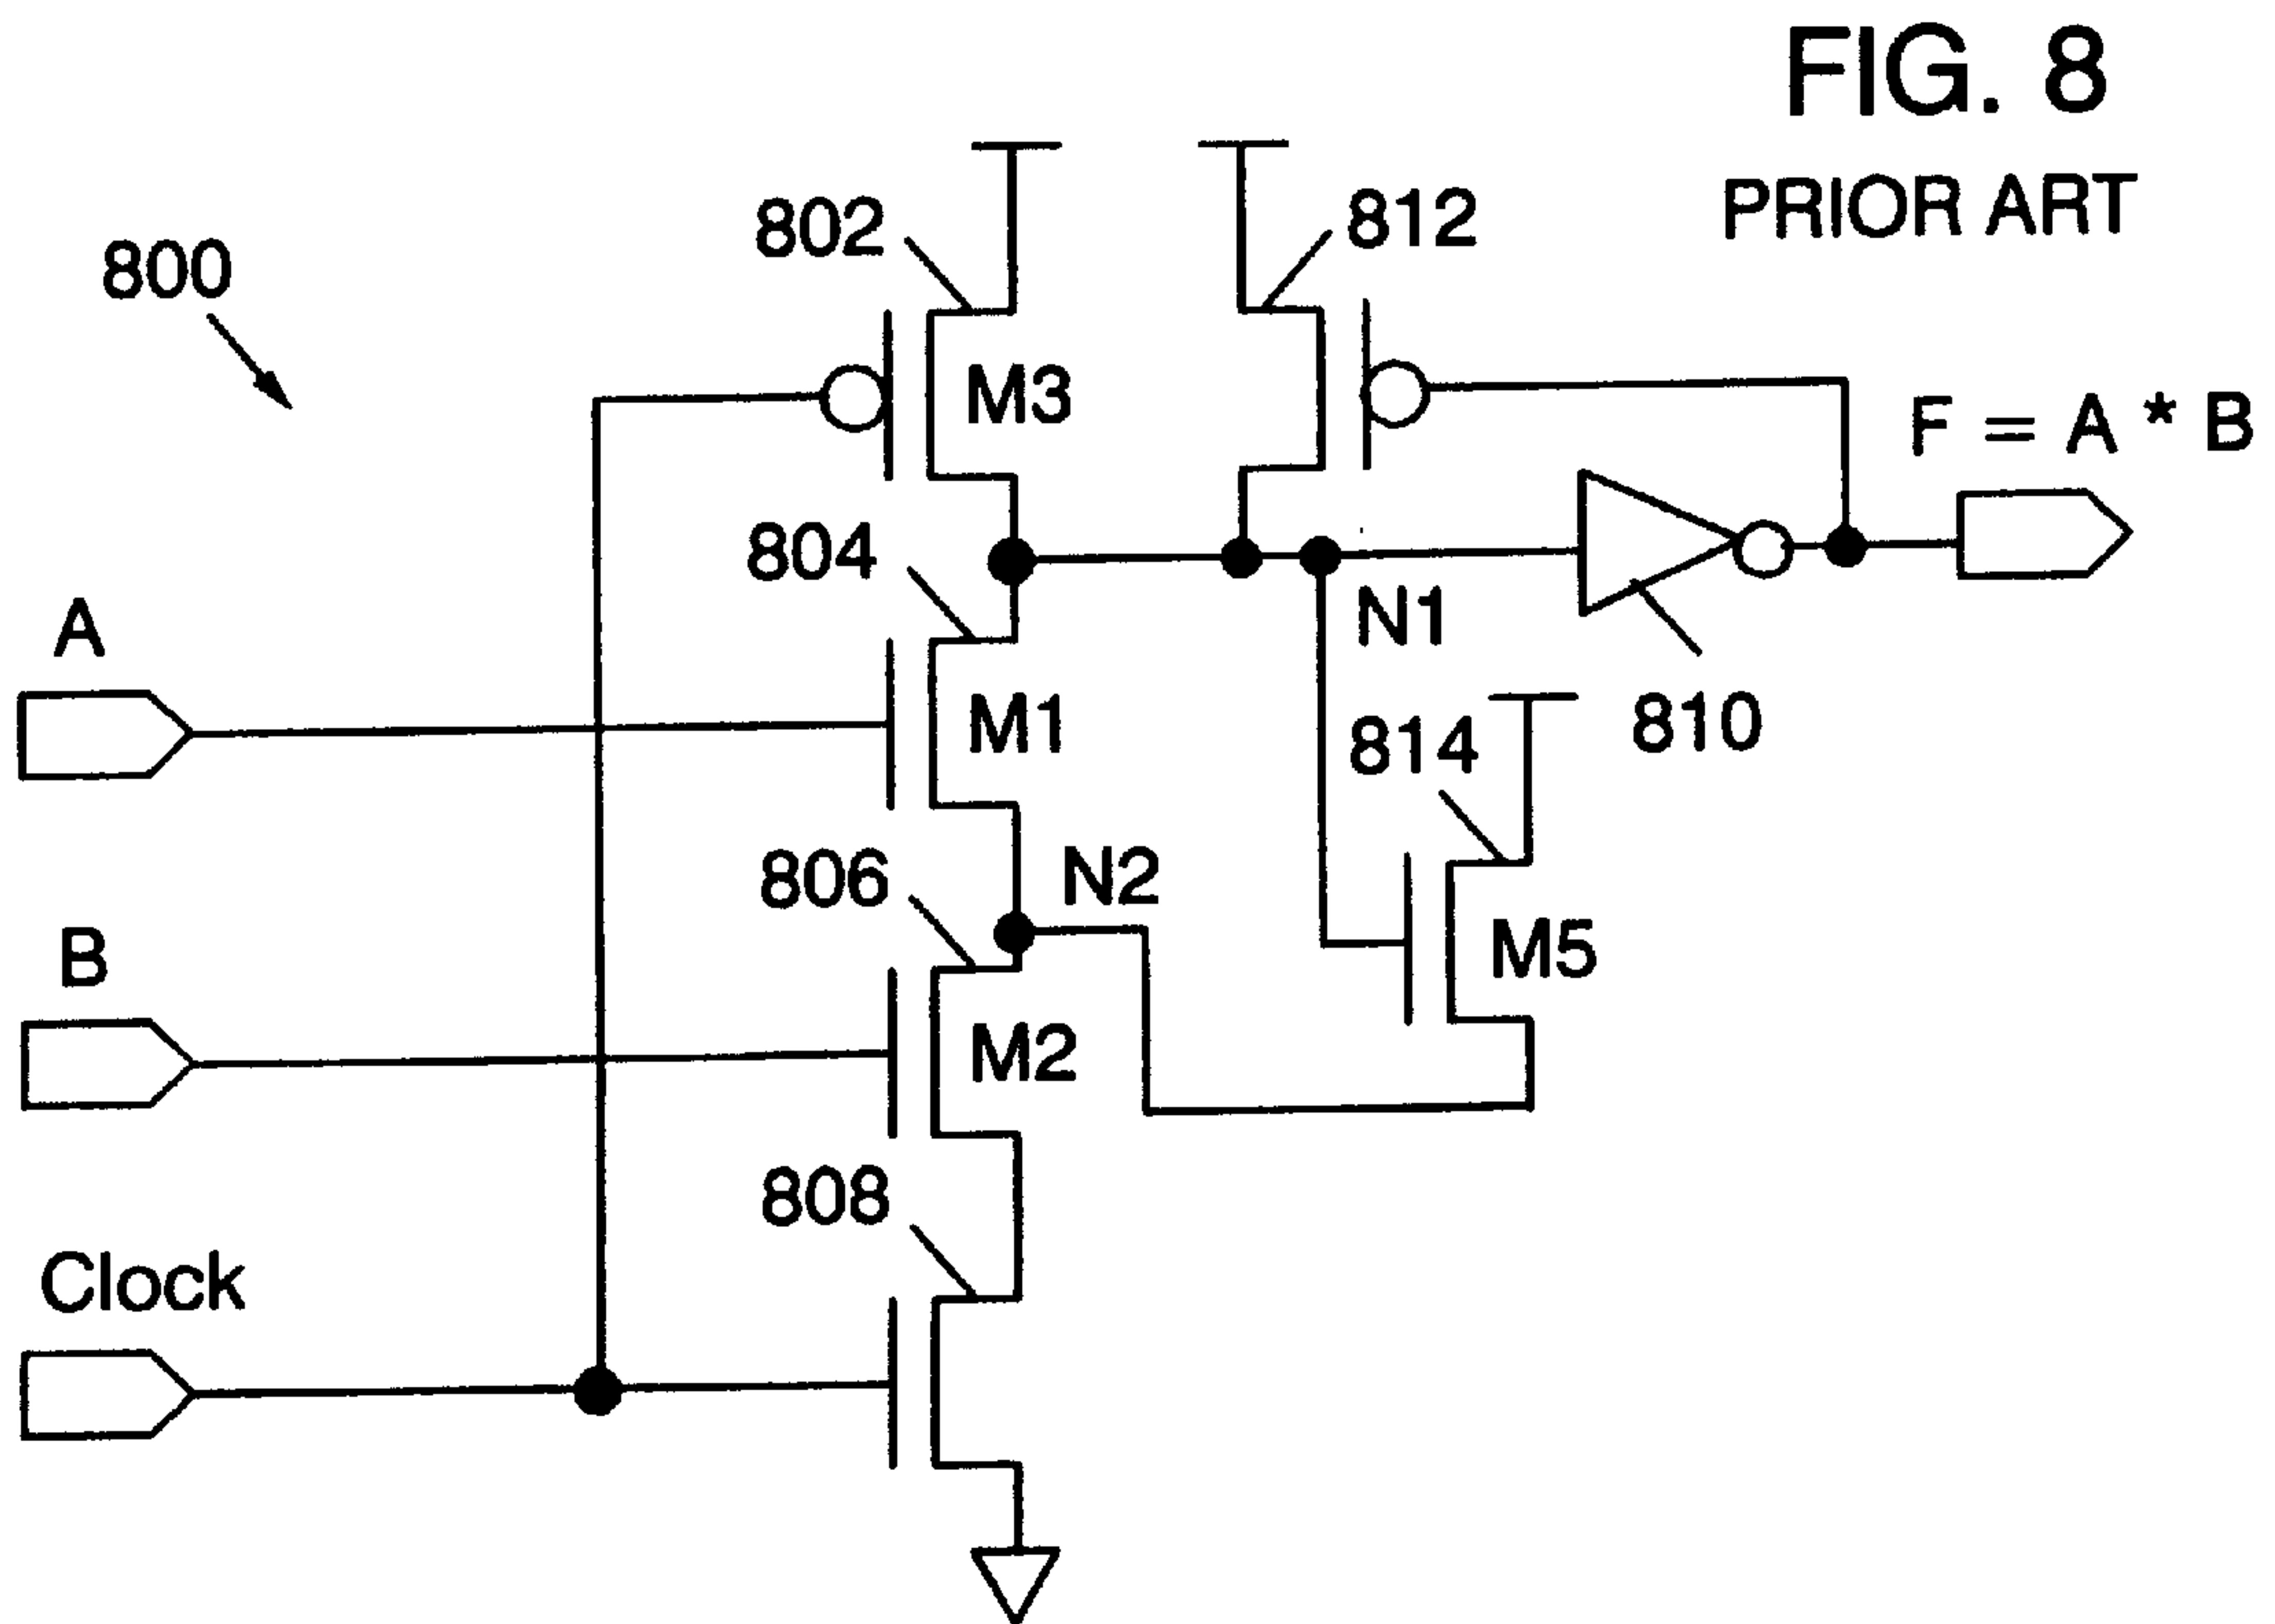 FIG. 8
PRIOR ART
800
802
812
M3
F = A * B
804
N1
A
M1
810
814
806
N2
B
M2
M5
808
Clock